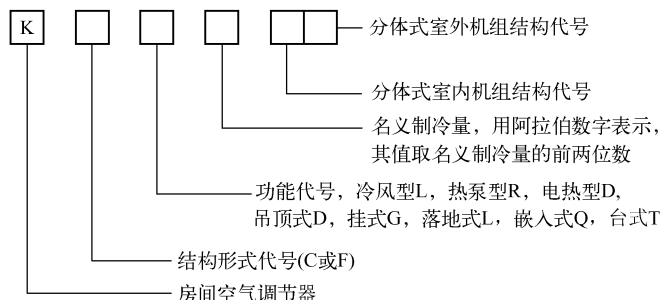 K
分体式室外机组结构代号
分体式室内机组结构代号
名义制冷量，用阿拉伯数字表示，
其值取名义制冷量的前两位数
功能代号，冷风型L，热泵型R，电热型D，
吊顶式D，挂式G，落地式L，嵌入式Q，台式T
结构形式代号(C或F)
房间空气调节器